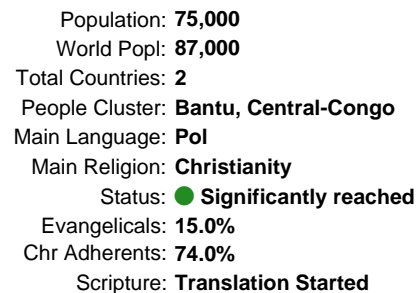 Population: 75,000
World Popl: 87,000
Total Countries: 2
People Cluster: Bantu, Central-Congo
Main Language: Pol
Main Religion: Christianity
Status: Significantly reached
Evangelicals: 15.0%
Chr Adherents: 74.0%
Scripture: Translation Started